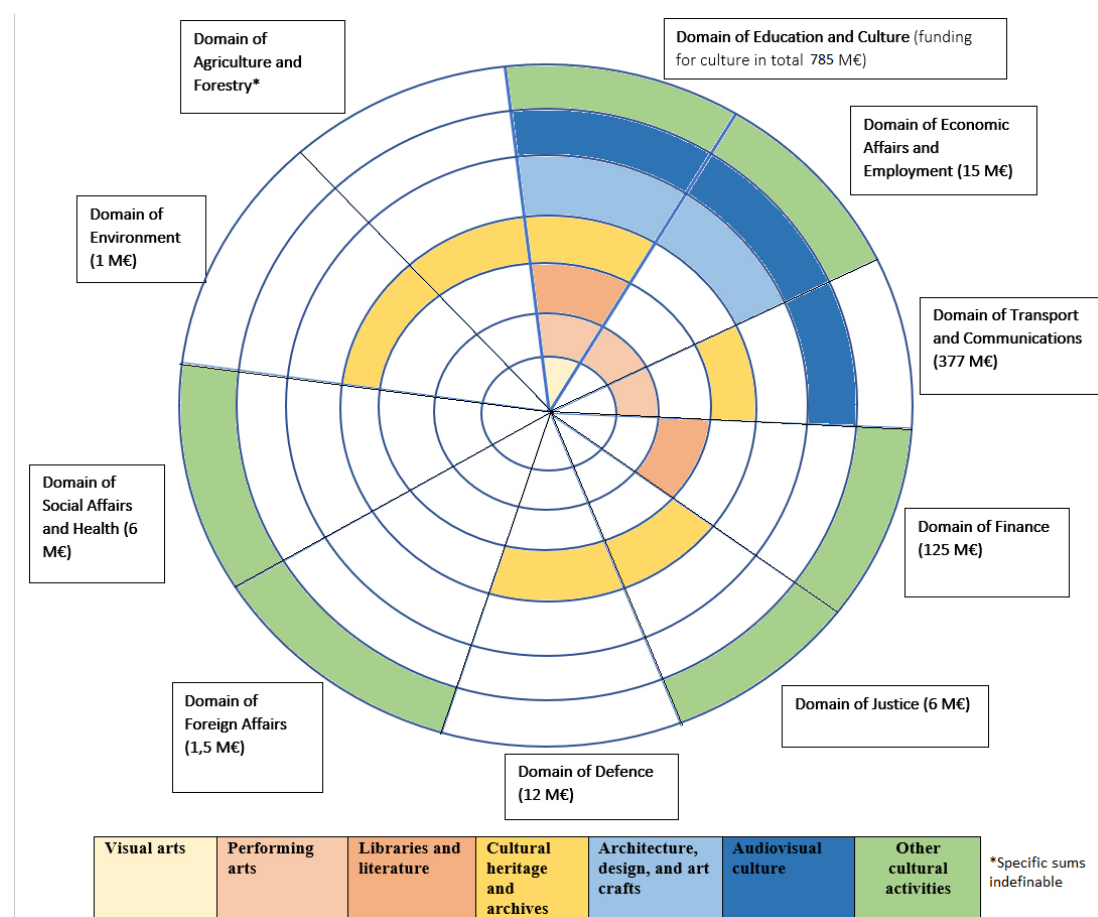 Domain of
Agriculture and
Forestry*
Domain of Education and Culture (funding
for culture in total 785 M€)
Domain of Economic
Affairs and
Employment (15 M€)
Domain of
Environment
(1 M€)
Domain of Transport
and Communications
(377 M€)
Domain of
Social Affairs
and Health (6
M€)
Domain of Finance
(125 M€)
Domain of
Foreign Affairs
(1,5 M€)
Domain of Justice (6 M€)
Domain of Defence
(12 M€)
Visual arts
Performing
arts
Libraries and
literature
Cultural
heritage
and
archives
Architecture,
design, and art
crafts
Audiovisual
culture
Other
cultural
activities
*Specific sums
indefinable